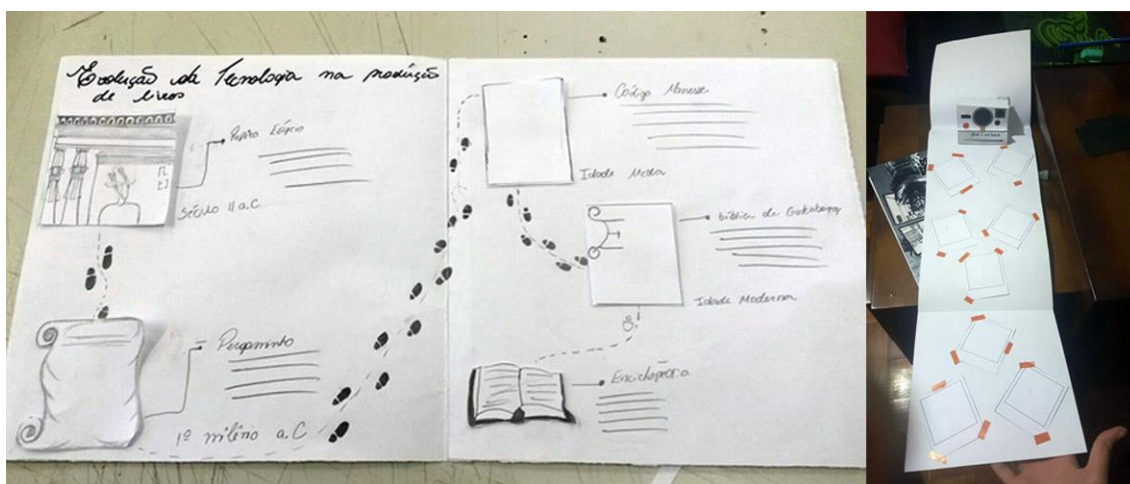 Evolução da Tecnologia na produção
de livros
Papiro Egípcio
Século II a.C
Pergaminho
1º milênio a.C
Código
Idade Média
bíblia de Gutenberg
Idade Moderna
Enciclopédia